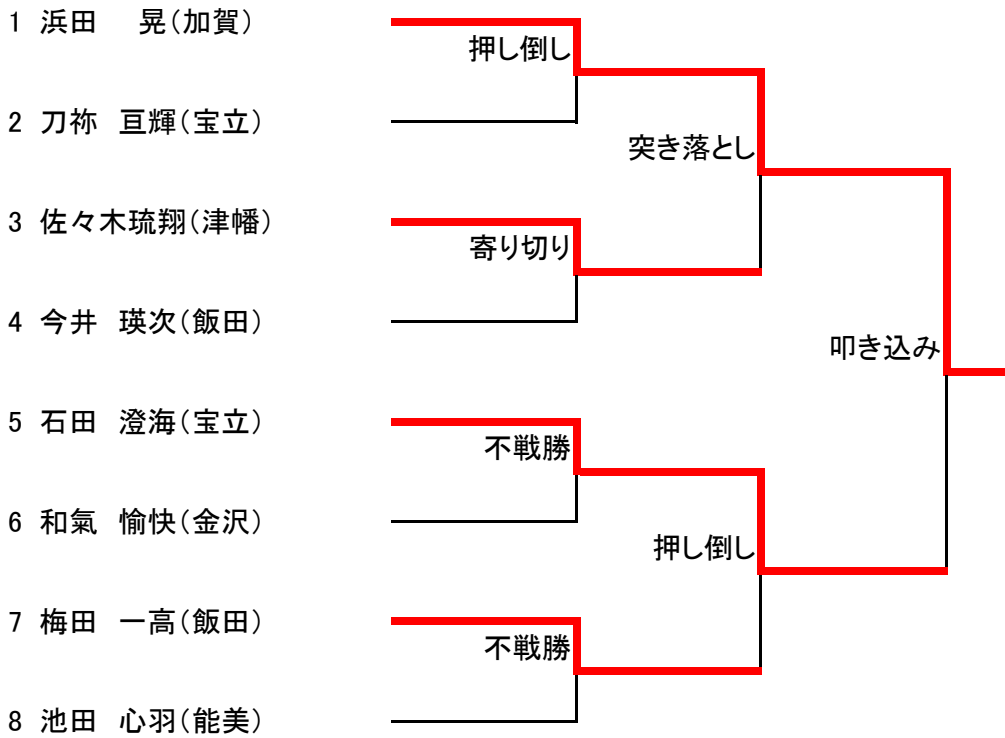 1 浜田　晃(加賀)
押し倒し
2 刀祢 亘輝(宝立)
突き落とし
3 佐々木琉翔(津幡)
寄り切り
4 今井 瑛次(飯田)
叩き込み
5 石田 澄海(宝立)
不戦勝
6 和氣 愉快(金沢)
押し倒し
7 梅田 一高(飯田)
不戦勝
8 池田 心羽(能美)